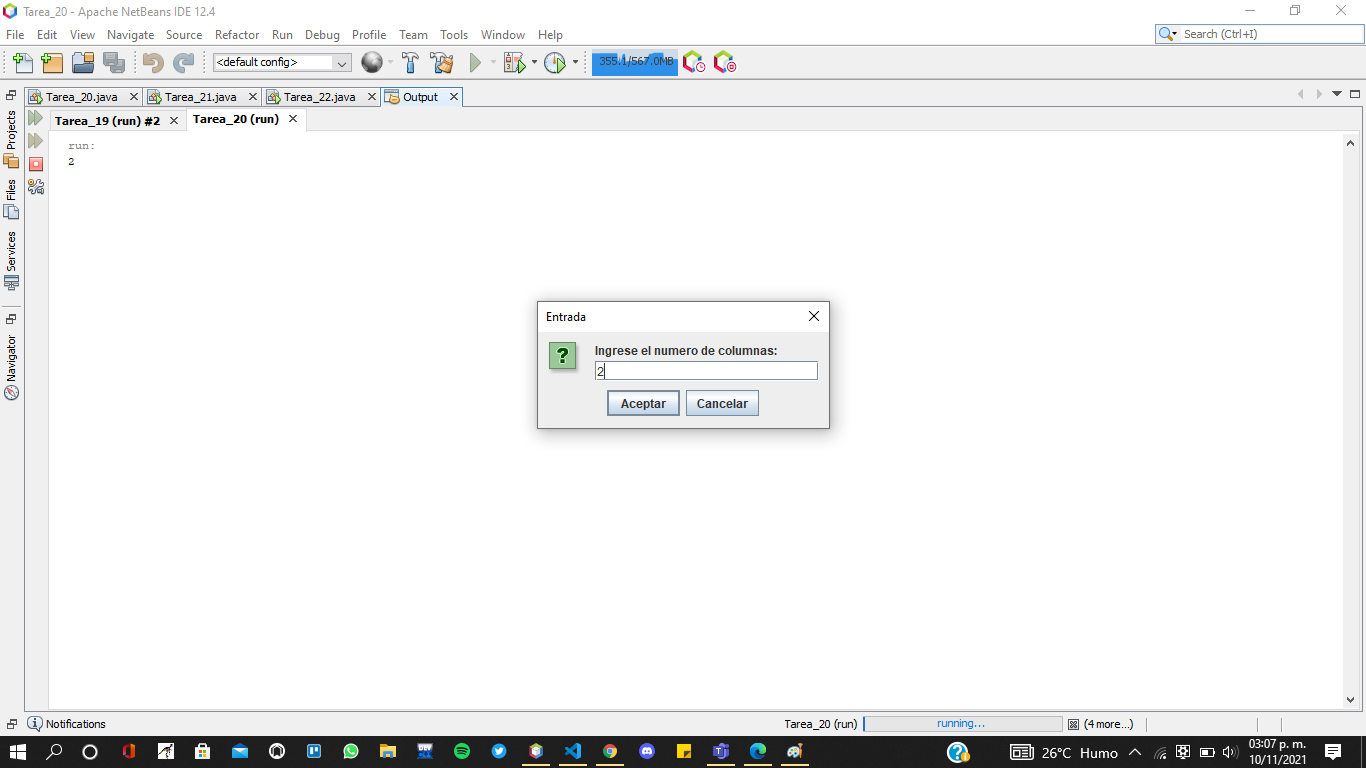 Tarea_20 - Apache NetBeans IDE 12.4
File Edit View Navigate Source Refactor Run Debug Profile Team Tools Window Help
Search (Ctrl+I)
<default config>
355.1/567.0MB
Tarea_20.java
Tarea_21.java
Tarea_22.java
Output
Projects
Files
Services
Navigator
Tarea_19 (run) #2
Tarea_20 (run)
run:
2
Entrada
?
Ingrese el numero de columnas:
2
Aceptar
Cancelar
Notifications
Tarea_20 (run)
running...
(4 more...)
DEV
26°C Humo
03:07 p. m.
10/11/2021